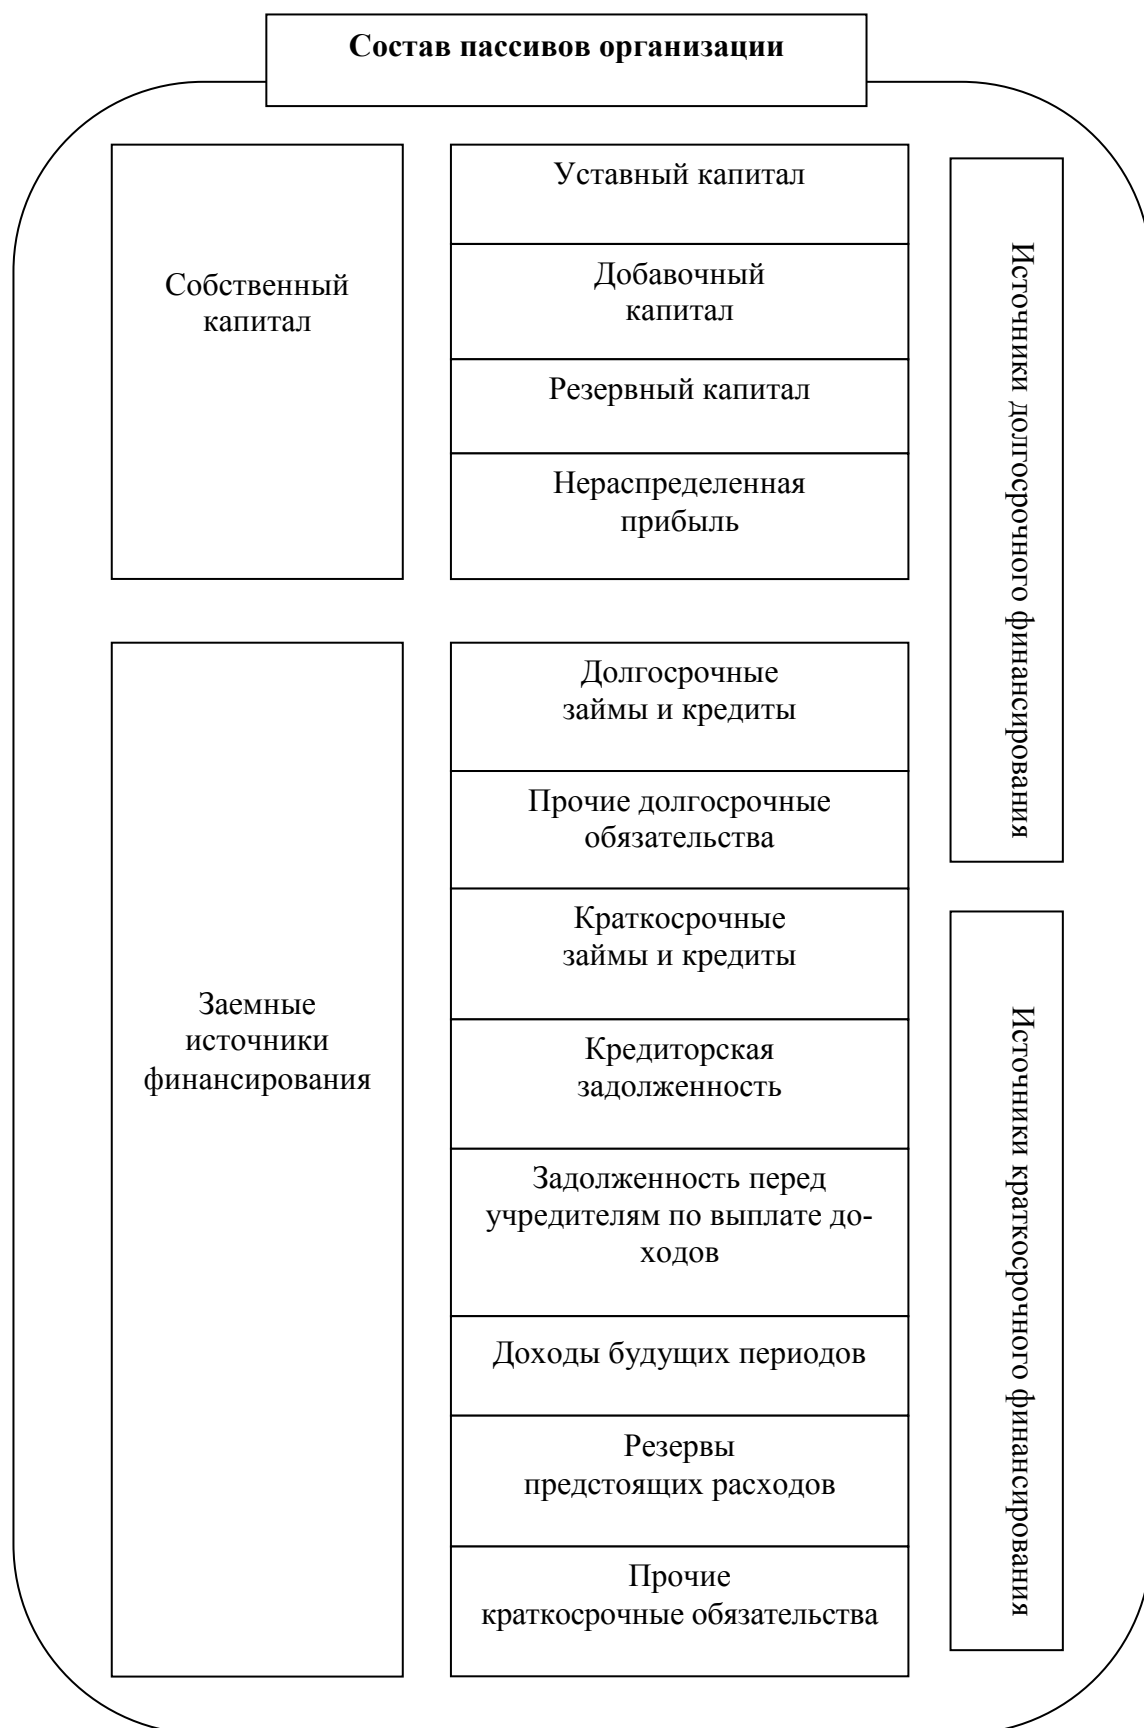 Состав пассивов организации
Собственный
капитал
Уставный капитал
Добавочный
капитал
Резервный капитал
Нераспределенная
прибыль
Источники долгосрочного финансирования
Заемные
источники
финансирования
Долгосрочные
займы и кредиты
Прочие долгосрочные
обязательства
Краткосрочные
займы и кредиты
Кредиторская
задолженность
Задолженность перед
учредителям по выплате до-
ходов
Доходы будущих периодов
Резервы
предстоящих расходов
Прочие
краткосрочные обязательства
Источники краткосрочного финансирования